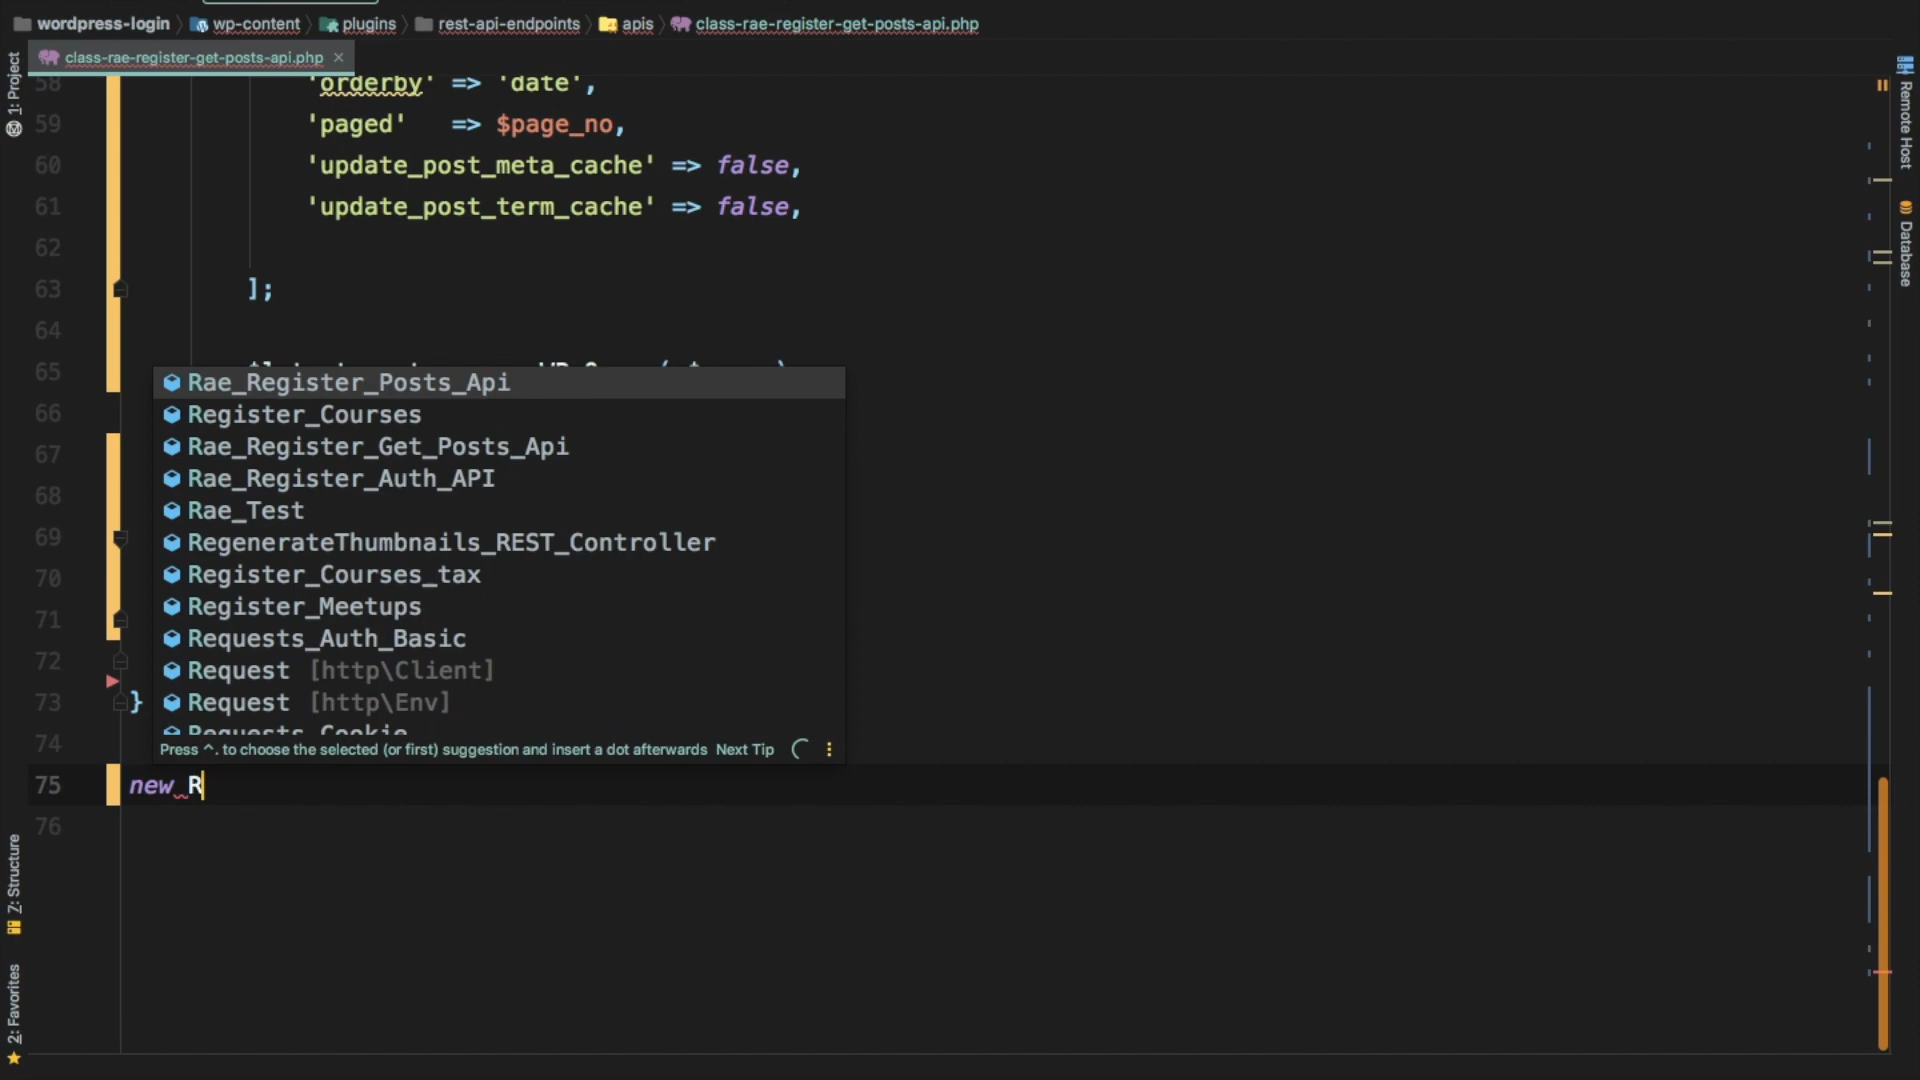 wordpress-login wp-content plugins rest-api-endpoints apis class-rae-register-get-posts-api.php
class-rae-register-get-posts-api.php ×
1: Project
58 'orderby' => 'date',
59 'paged' => $page_no,
60 'update_post_meta_cache' => false,
61 'update_post_term_cache' => false,
62
63 ];
64
65
66
67
68
69
70
71
72
73 }
74
75 new R
76
Rae_Register_Posts_Api
Register_Courses
Rae_Register_Get_Posts_Api
Rae_Register_Auth_API
Rae_Test
RegenerateThumbnails_REST_Controller
Register_Courses_tax
Register_Meetups
Requests_Auth_Basic
Request [http\Client]
Request [http\Env]
Requests_Cookie
Press ^. to choose the selected (or first) suggestion and insert a dot afterwards Next Tip
Z: Structure
2: Favorites
Remote Host
Database